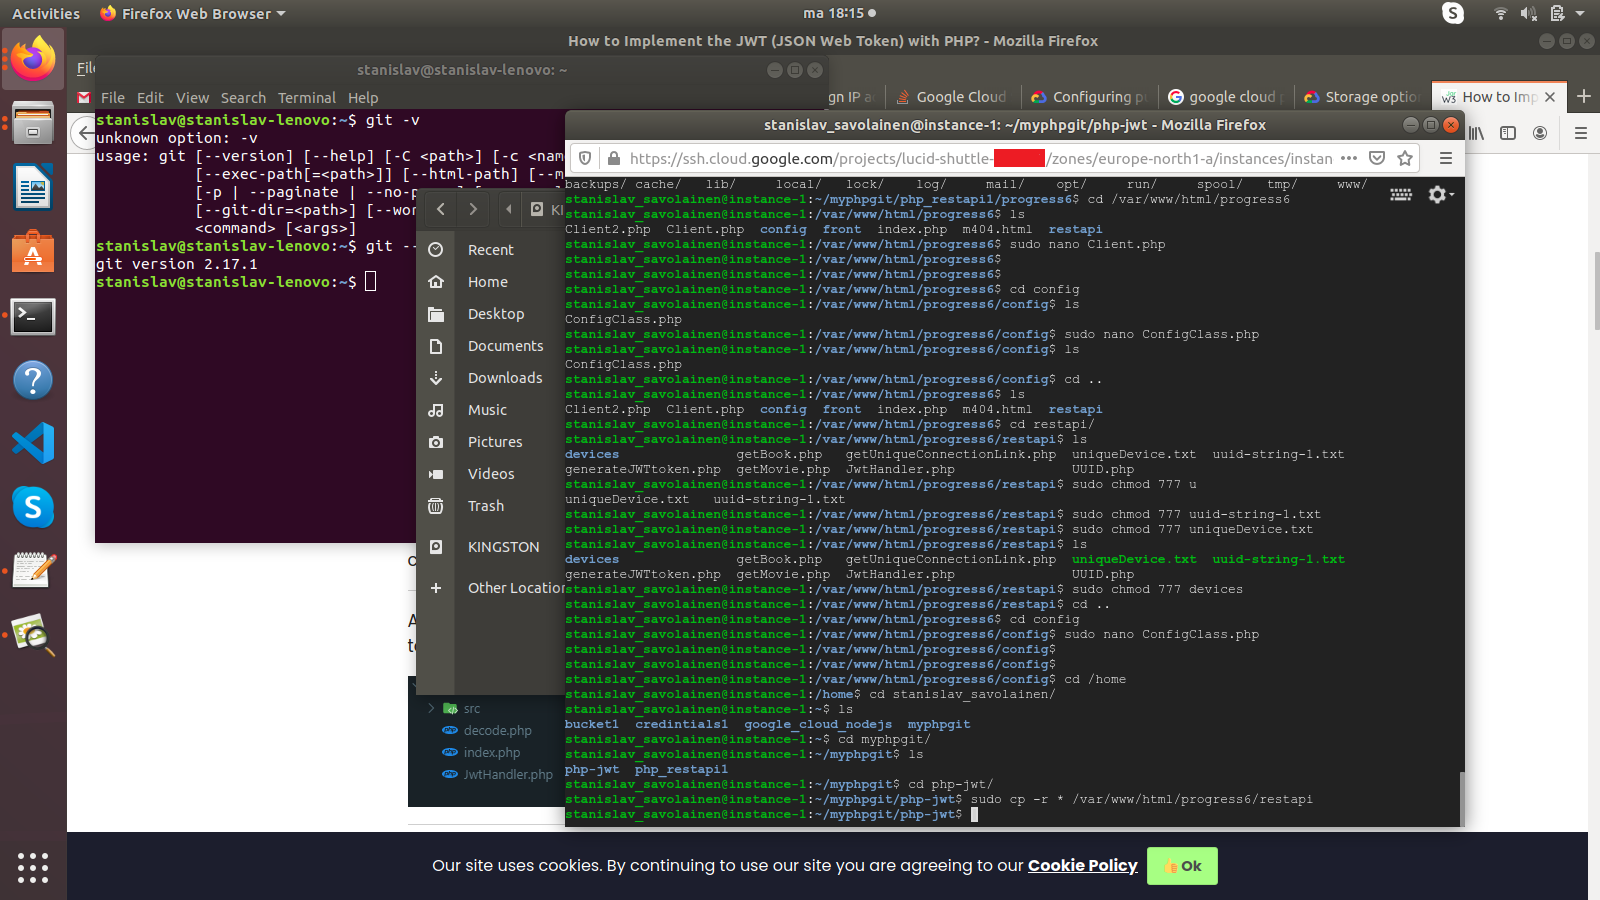 Activities
Firefox Web Browser
ma 18:15
How to Implement the JWT (JSON Web Token) with PHP? - Mozilla Firefox
stanislav@stanislav-lenovo: ~
File Edit View Search Terminal Help
Google Cloud
Configuring
google cloud
Storage optio
How to Imp
stanislav@stanislav-lenovo:~$ git -v
unknown option: -v
usage: git [--version] [--help] [-C <path>] [-c <nam
[--exec-path[=<path>]] [--html-path] [--m
[-p | --paginate | --no-p
[--git-dir=<path>] [--wor
<command> [<args>]
stanislav@stanislav-lenovo:~$ git --
git version 2.17.1
stanislav@stanislav-lenovo:~$
Recent
Home
Desktop
Documents
Downloads
Music
Pictures
Videos
Trash
KINGSTON
Other Location
src
decode.php
index.php
JwtHandler.php
stanislav_savolainen@instance-1: ~/myphpgit/php-jwt - Mozilla Firefox
https://ssh.cloud.google.com/projects/lucid-shuttle-
/zones/europe-north1-a/instances/instan
backups/ cache/ lib/ local/ lock/ log/ mail/ opt/ run/ spool/ tmp/ www/
stanislav_savolainen@instance-1:~/myphpgit/php_restapi1/progress6$ cd /var/www/html/progress6
stanislav_savolainen@instance-1:/var/www/html/progress6$ ls
Client2.php Client.php config front index.php m404.html restapi
stanislav_savolainen@instance-1:/var/www/html/progress6$ sudo nano Client.php
stanislav_savolainen@instance-1:/var/www/html/progress6$
stanislav_savolainen@instance-1:/var/www/html/progress6$
stanislav_savolainen@instance-1:/var/www/html/progress6$ cd config
stanislav_savolainen@instance-1:/var/www/html/progress6/config$ ls
ConfigClass.php
stanislav_savolainen@instance-1:/var/www/html/progress6/config$ sudo nano ConfigClass.php
stanislav_savolainen@instance-1:/var/www/html/progress6/config$ ls
ConfigClass.php
stanislav_savolainen@instance-1:/var/www/html/progress6/config$ cd ..
stanislav_savolainen@instance-1:/var/www/html/progress6$ ls
Client2.php Client.php config front index.php m404.html restapi
stanislav_savolainen@instance-1:/var/www/html/progress6$ cd restapi/
stanislav_savolainen@instance-1:/var/www/html/progress6/restapi$ ls
devices getBook.php getUniqueConnectionLink.php uniqueDevice.txt uuid-string-1.txt
generateJWTtoken.php getMovie.php JwtHandler.php UUID.php
stanislav_savolainen@instance-1:/var/www/html/progress6/restapi$ sudo chmod 777 u
uniqueDevice.txt uuid-string-1.txt
stanislav_savolainen@instance-1:/var/www/html/progress6/restapi$ sudo chmod 777 uuid-string-1.txt
stanislav_savolainen@instance-1:/var/www/html/progress6/restapi$ sudo chmod 777 uniqueDevice.txt
stanislav_savolainen@instance-1:/var/www/html/progress6/restapi$ ls
devices getBook.php getUniqueConnectionLink.php uniqueDevice.txt uuid-string-1.txt
generateJWTtoken.php getMovie.php JwtHandler.php UUID.php
stanislav_savolainen@instance-1:/var/www/html/progress6/restapi$ sudo chmod 777 devices
stanislav_savolainen@instance-1:/var/www/html/progress6/restapi$ cd ..
stanislav_savolainen@instance-1:/var/www/html/progress6$ cd config
stanislav_savolainen@instance-1:/var/www/html/progress6/config$ sudo nano ConfigClass.php
stanislav_savolainen@instance-1:/var/www/html/progress6/config$
stanislav_savolainen@instance-1:/var/www/html/progress6/config$
stanislav_savolainen@instance-1:/var/www/html/progress6/config$ cd /home
stanislav_savolainen@instance-1:/home$ cd stanislav_savolainen/
stanislav_savolainen@instance-1:~$ ls
bucket1 credintials1 google_cloud_nodejs myphpgit
stanislav_savolainen@instance-1:~$ cd myphpgit/
stanislav_savolainen@instance-1:~/myphpgit$ ls
php-jwt php_restapi1
stanislav_savolainen@instance-1:~/myphpgit$ cd php-jwt/
stanislav_savolainen@instance-1:~/myphpgit/php-jwt$ sudo cp -r * /var/www/html/progress6/restapi
stanislav_savolainen@instance-1:~/myphpgit/php-jwt$
Our site uses cookies. By continuing to use our site you are agreeing to our Cookie Policy
Ok